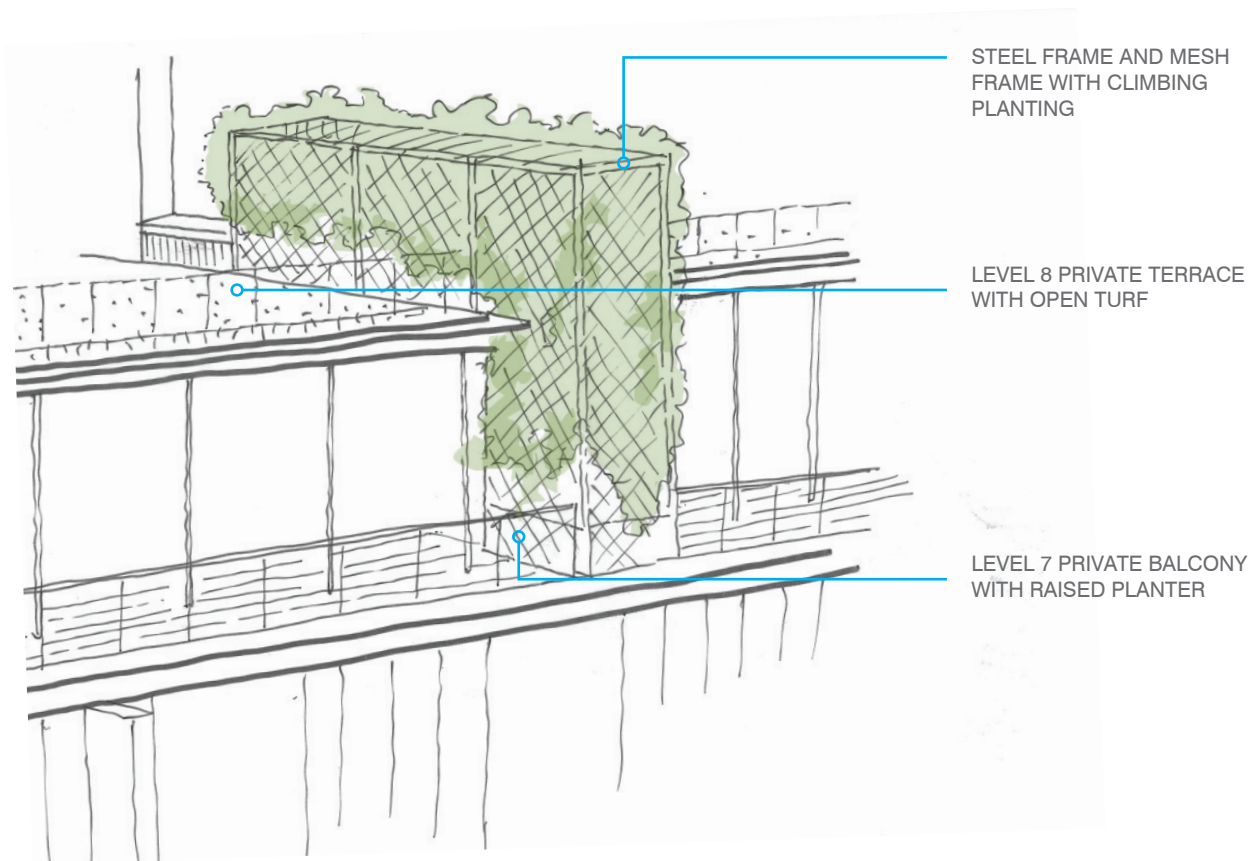 STEEL FRAME AND MESH
FRAME WITH CLIMBING
PLANTING
LEVEL 8 PRIVATE TERRACE
WITH OPEN TURF
LEVEL 7 PRIVATE BALCONY
WITH RAISED PLANTER